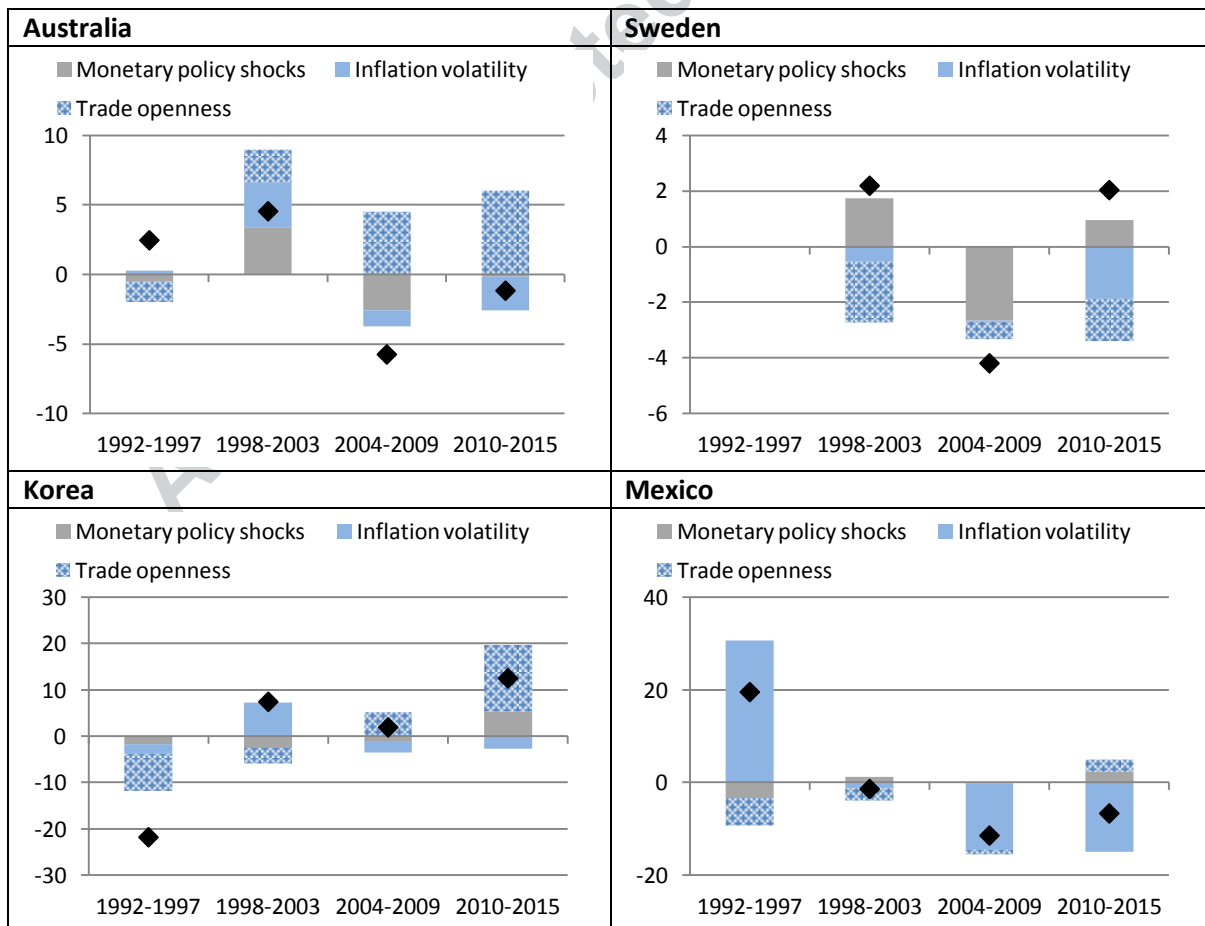 Australia
Monetary policy shocks Inflation volatility
Trade openness
10
5
0
-5
-10
1992-1997 1998-2003 2004-2009 2010-2015
Sweden
Monetary policy shocks Inflation volatility
Trade openness
4
2
0
-2
-4
-6
1992-1997 1998-2003 2004-2009 2010-2015
Korea
Monetary policy shocks Inflation volatility
Trade openness
30
20
10
0
-10
-20
-30
1992-1997 1998-2003 2004-2009 2010-2015
Mexico
Monetary policy shocks Inflation volatility
Trade openness
40
20
0
-20
1992-1997 1998-2003 2004-2009 2010-2015